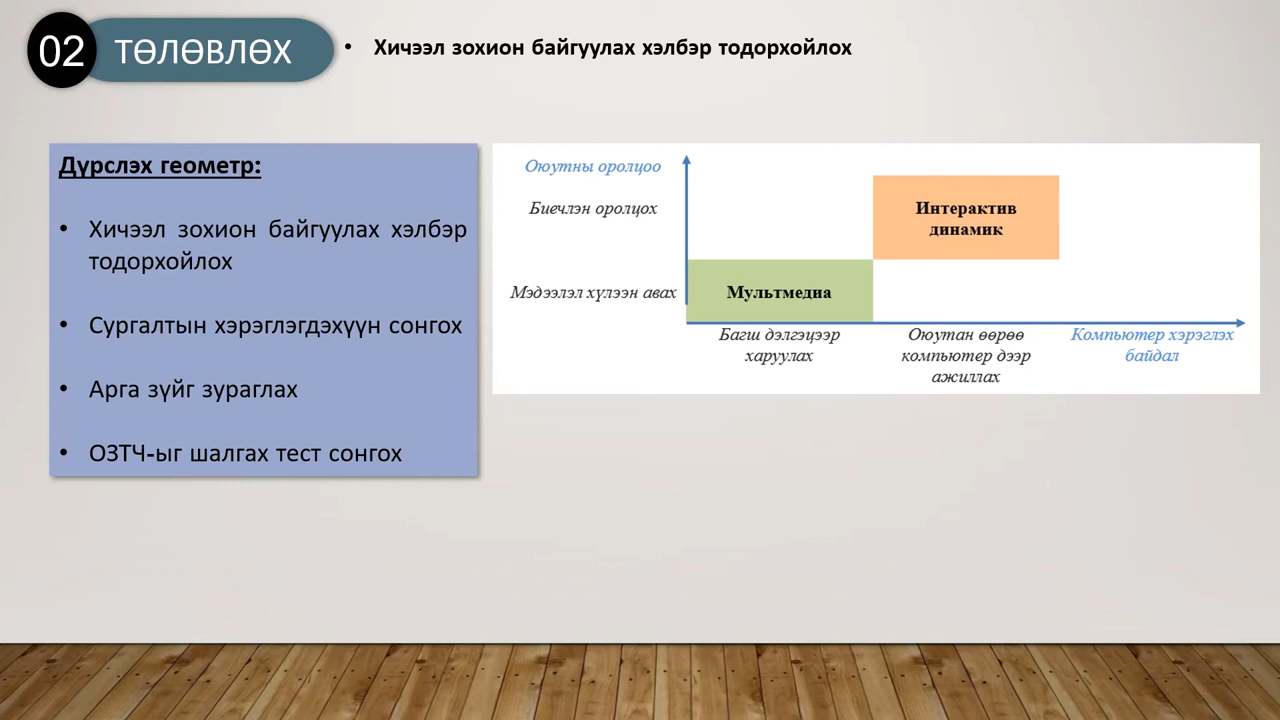 02 ТӨЛӨВЛӨХ
• Хичээл зохион байгуулах хэлбэр тодорхойлох
Дүрслэх геометр:
• Хичээл зохион байгуулах хэлбэр
тодорхойлох
• Сургалтын хэрэглэгдэхүүн сонгох
• Арга зүйг зураглах
• ОЗТЧ-ыг шалгах тест сонгох
Оюутны оролцоо
Биечлэн оролцох
Интерактив
динамик
Мэдээлэл хүлээн авах
Мультмедиа
Багш дэлгэцээр
харуулах
Оюутан өөрөө
компьютер дээр
ажиллах
Компьютер хэрэглэх
байдал